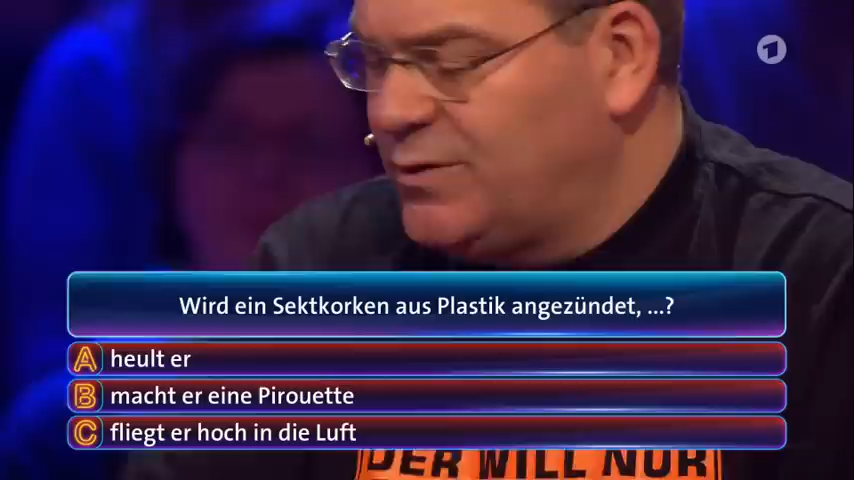 1
Wird ein Sektkorken aus Plastik angezündet, ...?
A heult er
B macht er eine Pirouette
C fliegt er hoch in die Luft
DER WILL NUR